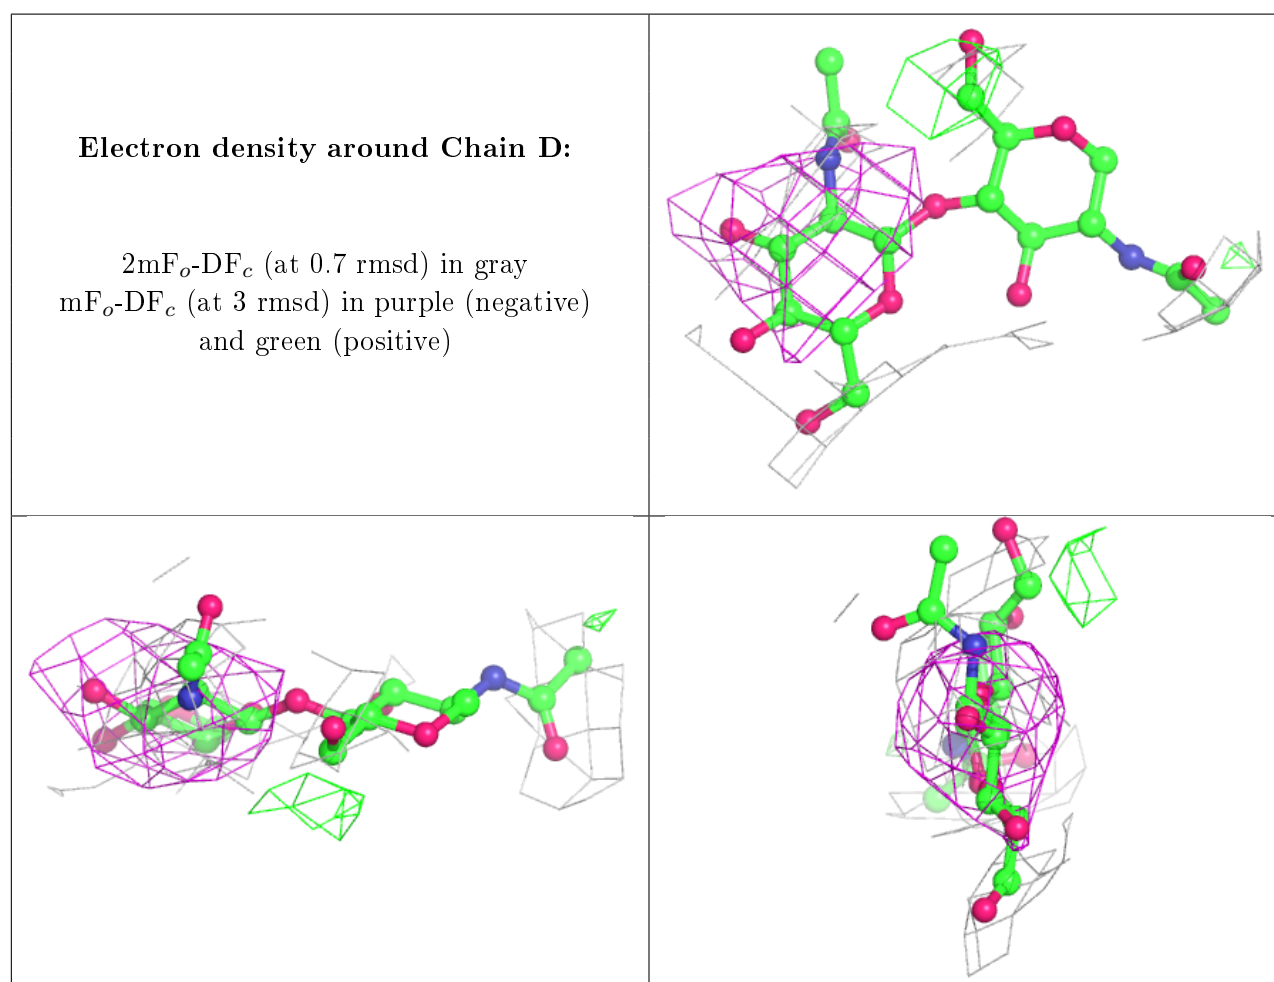 Electron density around Chain D:
2mFₒ-DF𝒸 (at 0.7 rmsd) in gray
mFₒ-DF𝒸 (at 3 rmsd) in purple (negative)
and green (positive)